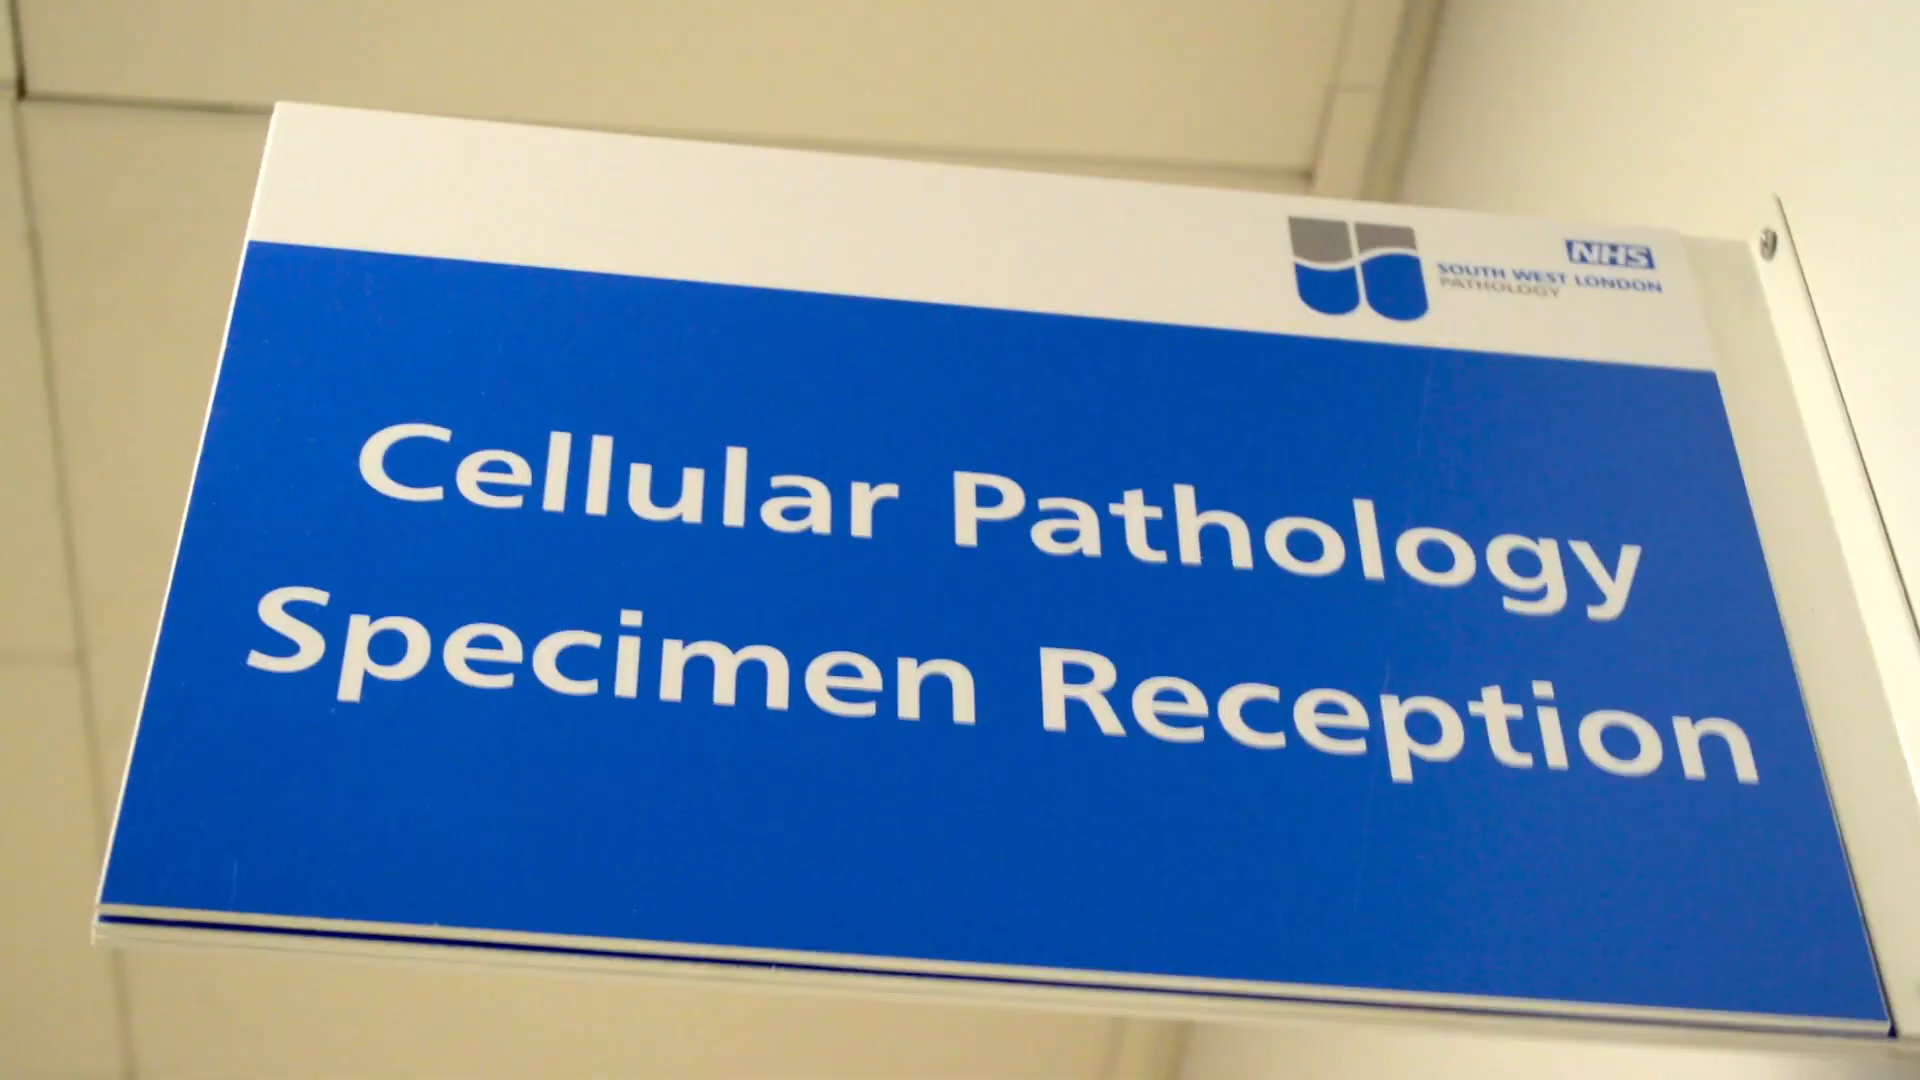 NHS
SOUTH WEST LONDON
PATHOLOGY
Cellular Pathology
Specimen Reception